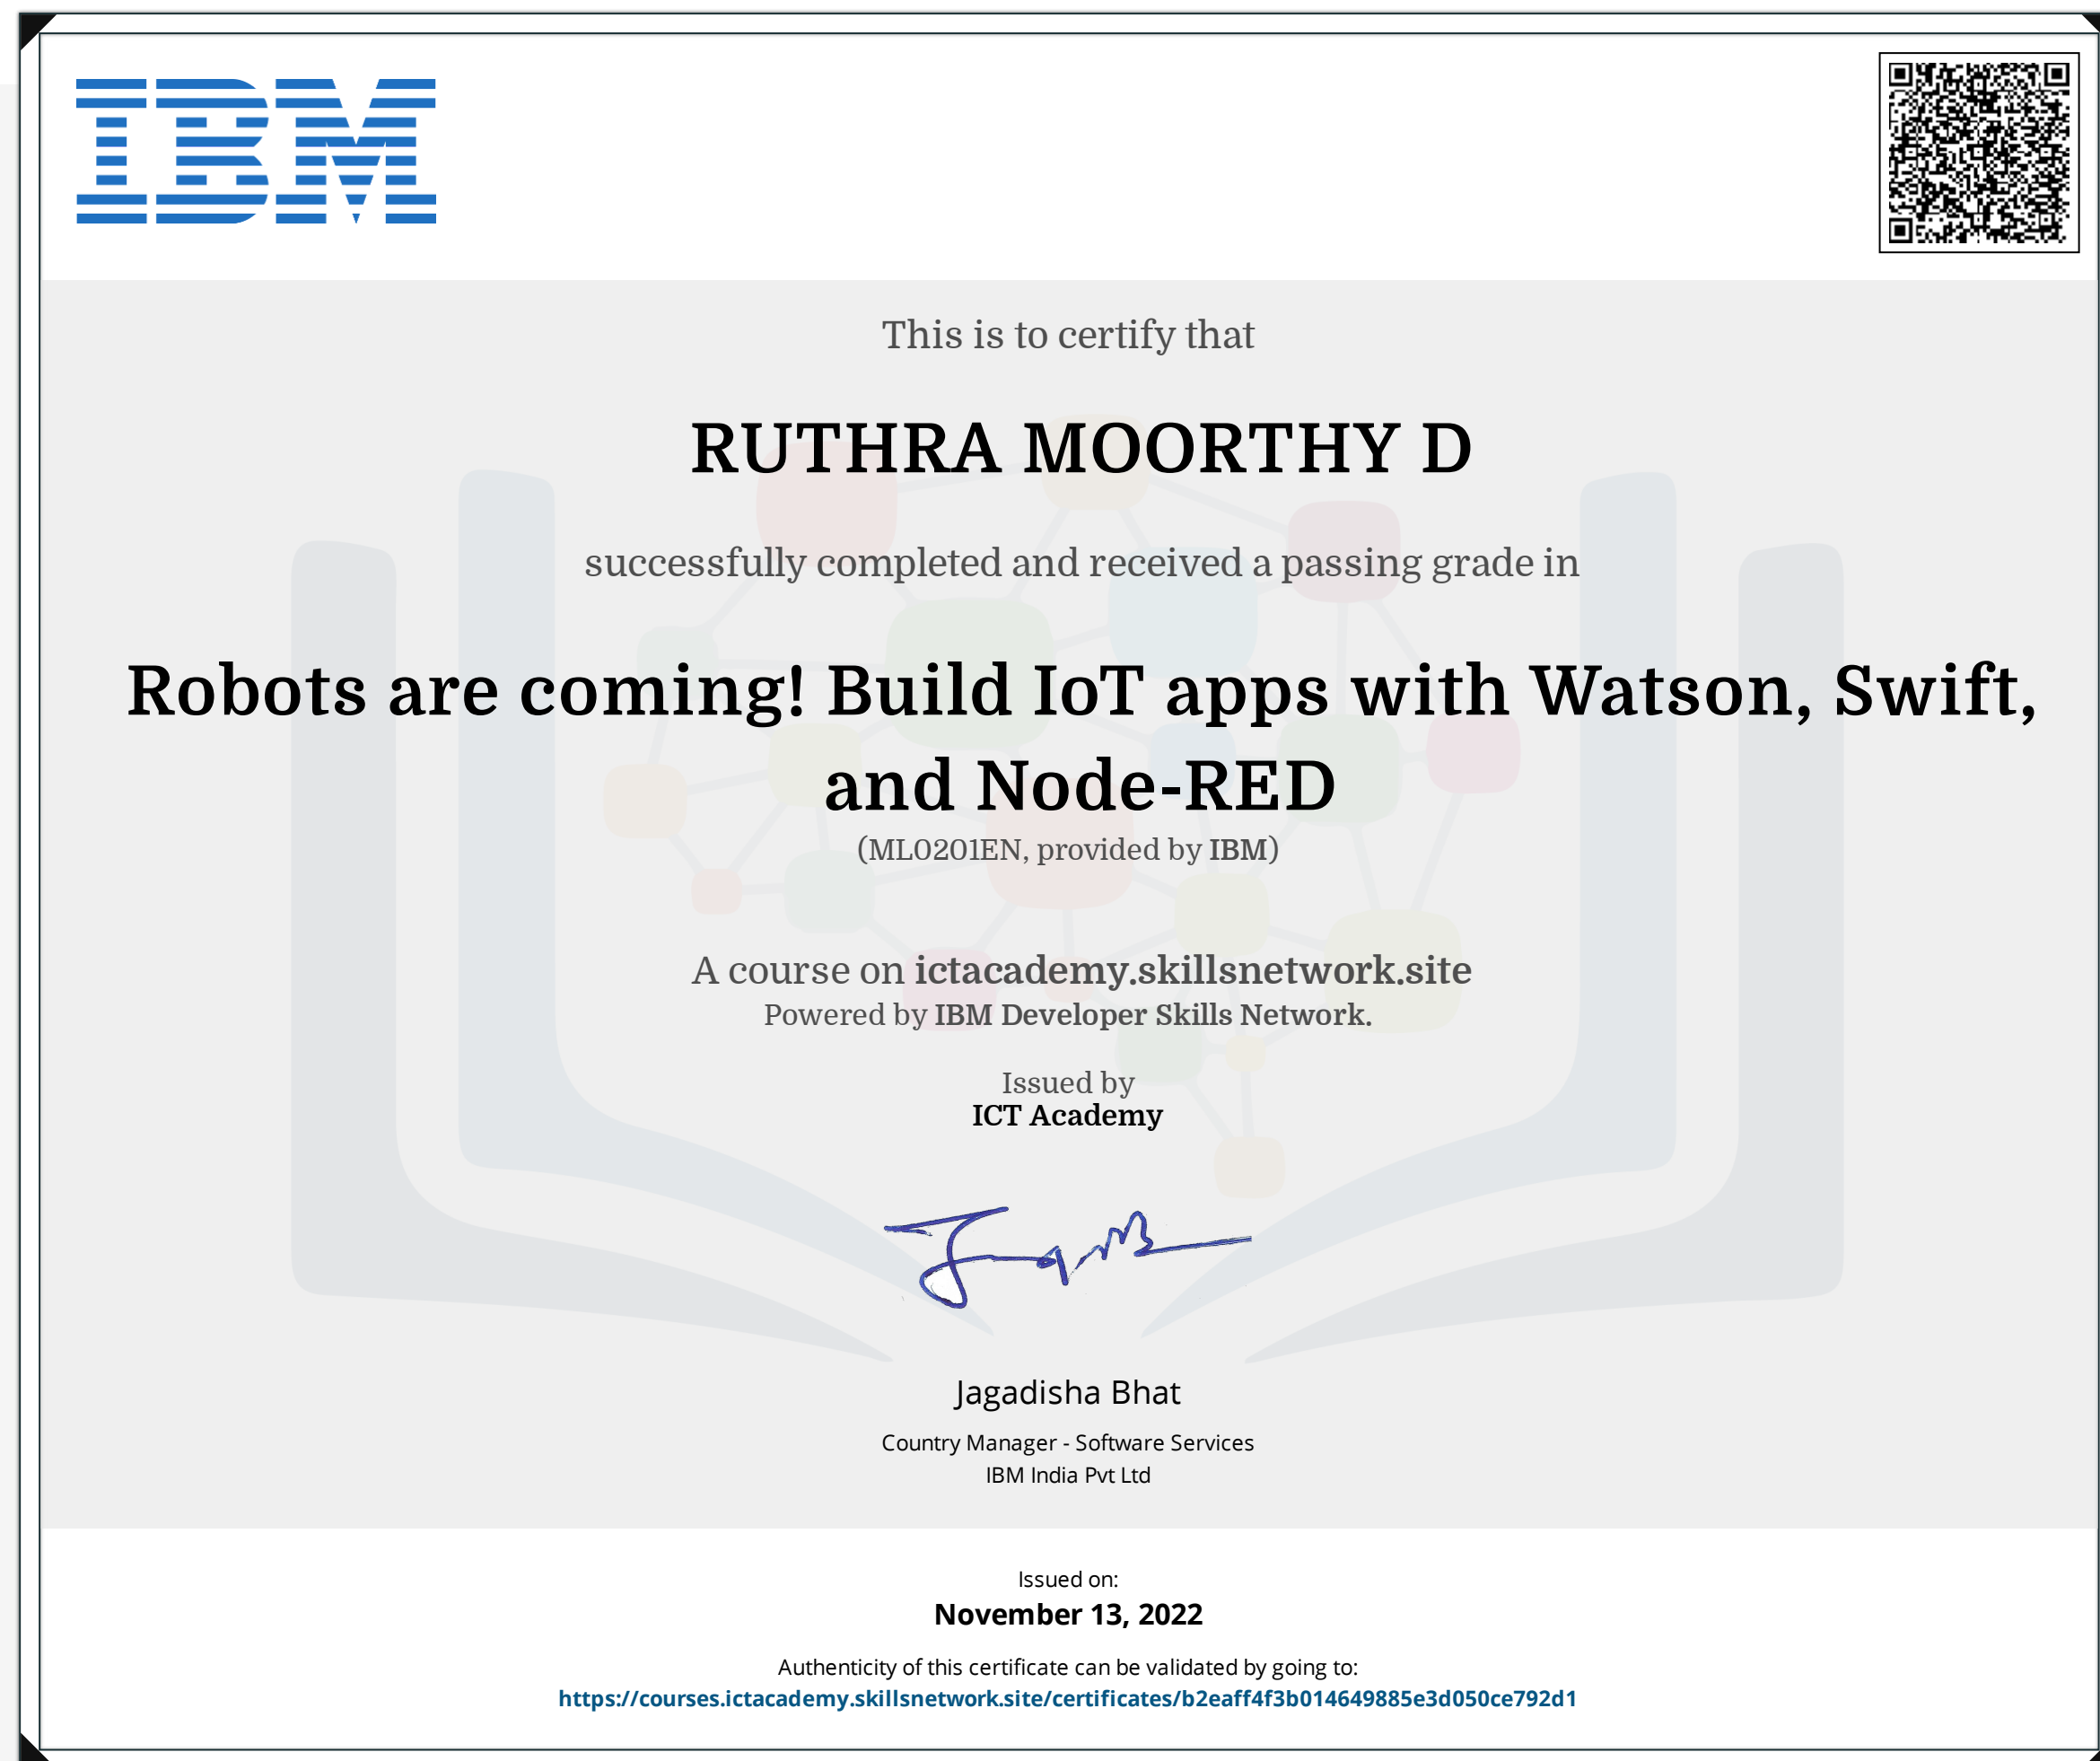 IBM
This is to certify that
RUTHRA MOORTHY D
successfully completed and received a passing grade in
Robots are coming! Build IoT apps with Watson, Swift,
and Node-RED
(ML0201EN, provided by IBM)
A course on ictacademy.skillsnetwork.site
Powered by IBM Developer Skills Network.
Issued by
ICT Academy
Jagadisha Bhat
Country Manager - Software Services
IBM India Pvt Ltd
Issued on:
November 13, 2022
Authenticity of this certificate can be validated by going to:
https://courses.ictacademy.skillsnetwork.site/certificates/b2eaff4f3b014649885e3d050ce792d1